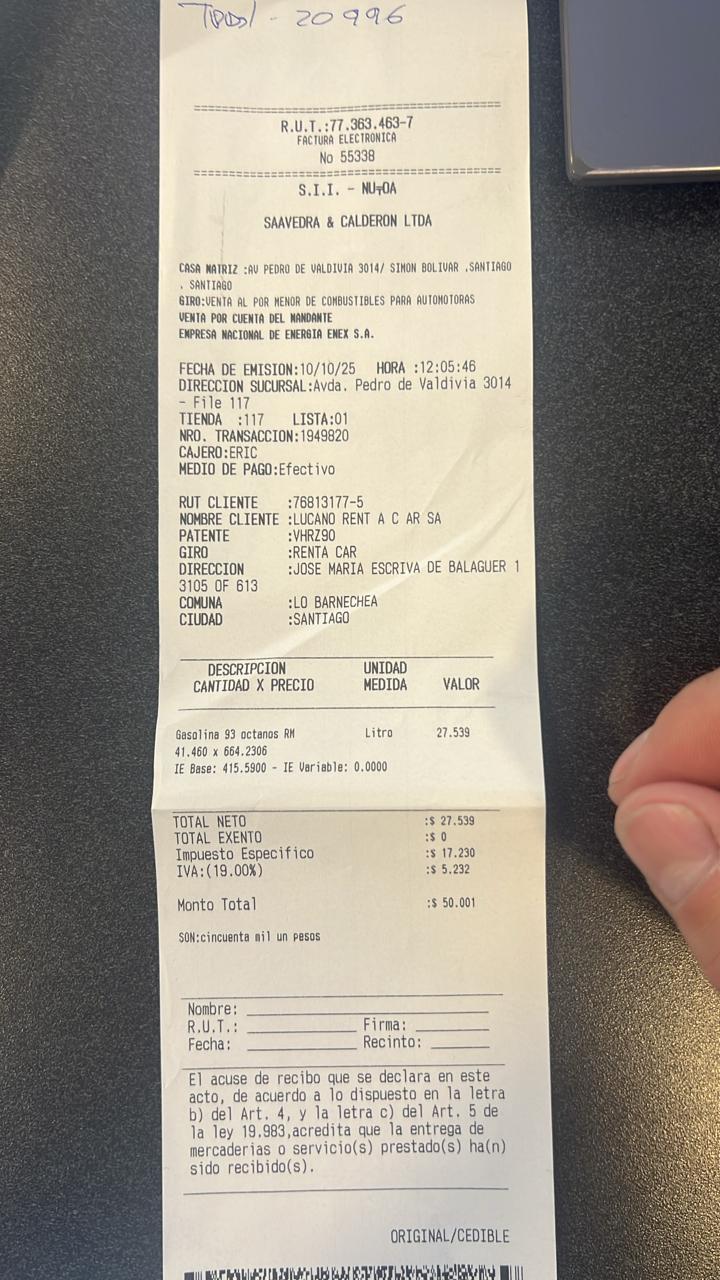 20996
R.U.T.:77.363.463-7
FACTURA ELECTRONICA
No 55338
S.I.I. - ÑUÑOA
SAAVEDRA & CALDERON LTDA
CASA MATRIZ :AV PEDRO DE VALDIVIA 3014/ SIMON BOLIVAR ,SANTIAGO
, SANTIAGO
GIRO:VENTA AL POR MENOR DE COMBUSTIBLES PARA AUTOMOTORAS
VENTA POR CUENTA DEL MANDANTE
EMPRESA NACIONAL DE ENERGIA ENEX S.A.
FECHA DE EMISION:10/10/25 HORA :12:05:46
DIRECCION SUCURSAL:Avda. Pedro de Valdivia 3014
- File 117
TIENDA :117 LISTA:01
NRO. TRANSACCION:1949820
CAJERO:ERIC
MEDIO DE PAGO:Efectivo
RUT CLIENTE :76813177-5
NOMBRE CLIENTE :LUCANO RENT A C AR SA
PATENTE :VHRZ90
GIRO :RENTA CAR
DIRECCION :JOSE MARIA ESCRIVA DE BALAGUER 1
3105 OF 613
COMUNA :LO BARNECHEA
CIUDAD :SANTIAGO
DESCRIPCION UNIDAD
CANTIDAD X PRECIO MEDIDA VALOR
Gasolina 93 octanos RM Litro 27.539
41.460 x 664.2306
IE Base: 415.5900 - IE Variable: 0.0000
TOTAL NETO :$ 27.539
TOTAL EXENTO :$ 0
Impuesto Especifico :$ 17.230
IVA:(19.00%) :$ 5.232
Monto Total :$ 50.001
SON:cincuenta mil un pesos
Nombre:
R.U.T.: Firma:
Fecha: Recinto:
El acuse de recibo que se declara en este
acto, de acuerdo a lo dispuesto en la letra
b) del Art. 4, y la letra c) del Art. 5 de
la ley 19.983,acredita que la entrega de
mercaderias o servicio(s) prestado(s) ha(n)
sido recibido(s).
ORIGINAL/CEDIBLE